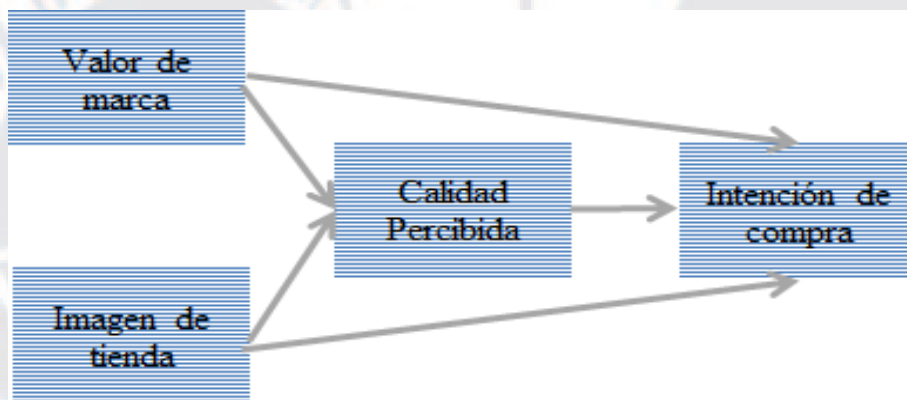 Valor de
marca
Calidad
Percibida
Intención de
compra
Imagen de
tienda